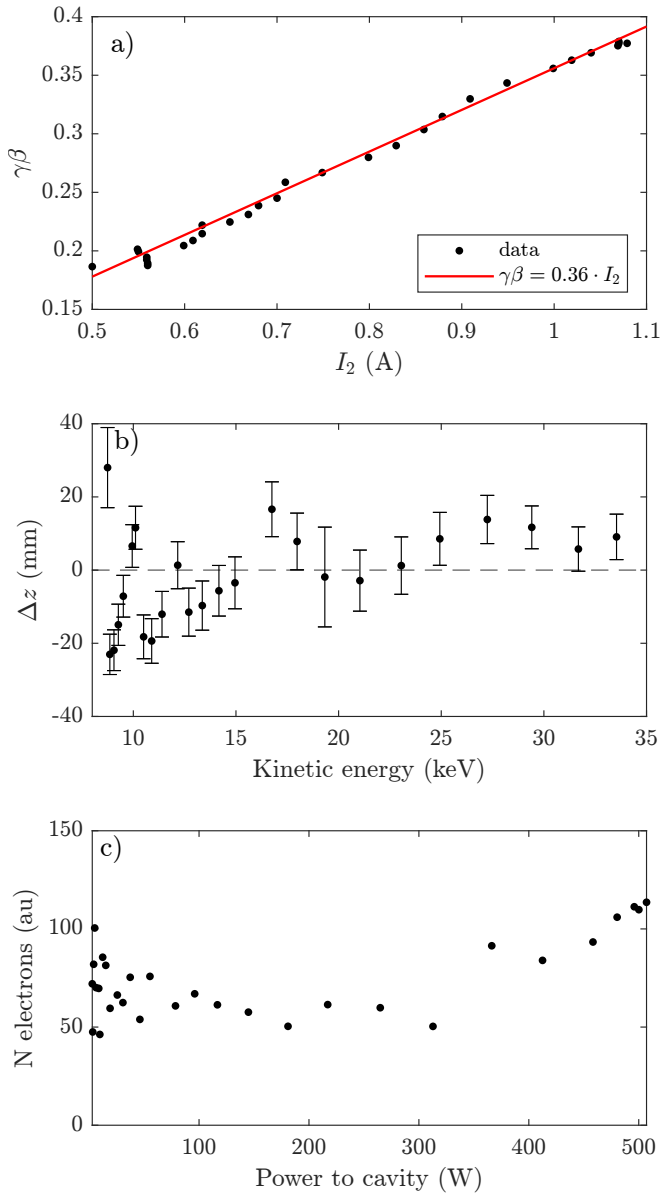 a)
0.4
0.35
0.3
0.25
0.2
0.15
γβ
data
γβ = 0.36 · I₂
0.5 0.6 0.7 0.8 0.9 1 1.1
I₂ (A)
b)
40
20
0
-20
-40
Δz (mm)
10 15 20 25 30 35
Kinetic energy (keV)
c)
150
100
50
0
N electrons (au)
100 200 300 400 500
Power to cavity (W)